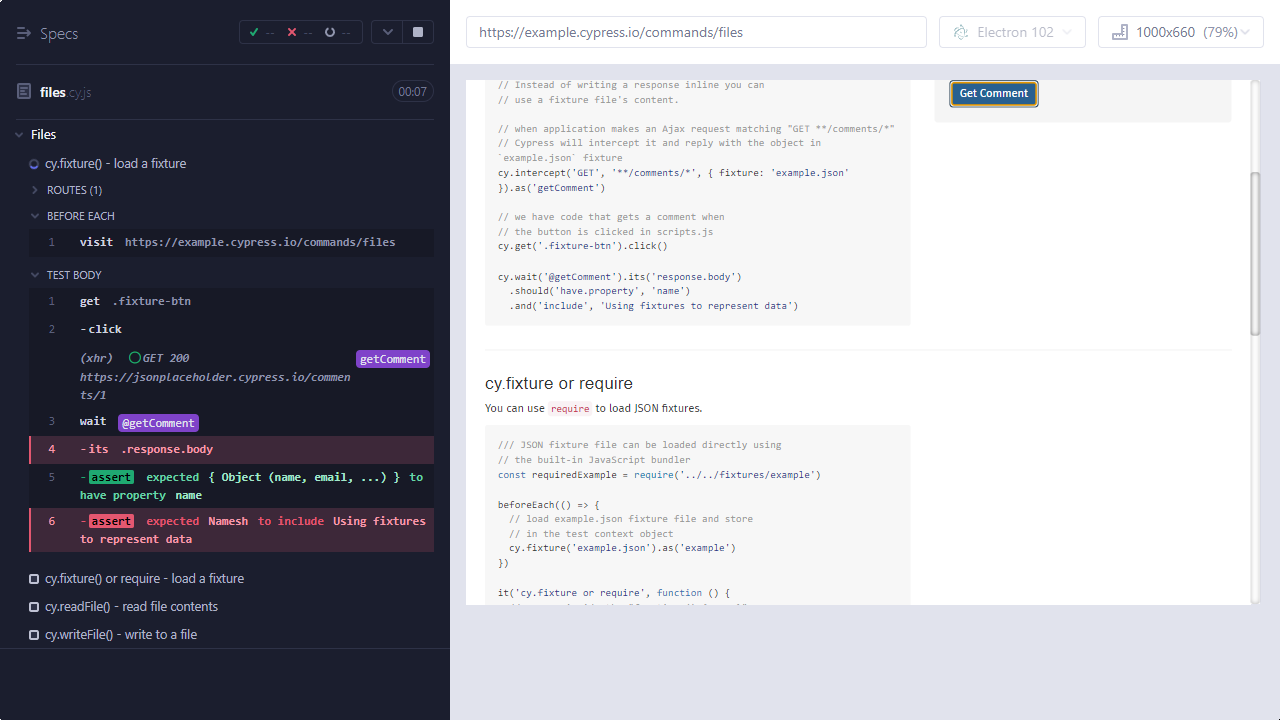 Specs
--
--
--
files.cy.js
00:07
Files
cy.fixture() - load a fixture
ROUTES (1)
BEFORE EACH
1 visit https://example.cypress.io/commands/files
TEST BODY
1 get .fixture-btn
2 -click
(xhr) GET 200 getComment
https://jsonplaceholder.cypress.io/commen
ts/1
3 wait @getComment
4 -its .response.body
5 -assert expected { Object (name, email, ...) } to
have property name
6 -assert expected Namesh to include Using fixtures
to represent data
cy.fixture() or require - load a fixture
cy.readFile() - read file contents
cy.writeFile() - write to a file
https://example.cypress.io/commands/files
Electron 102
1000x660 (79%)
// Instead of writing a response inline you can
// use a fixture file's content.
// when application makes an Ajax request matching "GET **/comments/*"
// Cypress will intercept it and reply with the object in
`example.json` fixture
cy.intercept('GET', '**/comments/*', { fixture: 'example.json'
}).as('getComment')
// we have code that gets a comment when
// the button is clicked in scripts.js
cy.get('.fixture-btn').click()
cy.wait('@getComment').its('response.body')
.should('have.property', 'name')
.and('include', 'Using fixtures to represent data')
Get Comment
cy.fixture or require
You can use require to load JSON fixtures.
/// JSON fixture file can be loaded directly using
// the built-in JavaScript bundler
const requiredExample = require('../../fixtures/example')
beforeEach(() => {
// load example.json fixture file and store
// in the test context object
cy.fixture('example.json').as('example')
})
it('cy.fixture or require', function () {